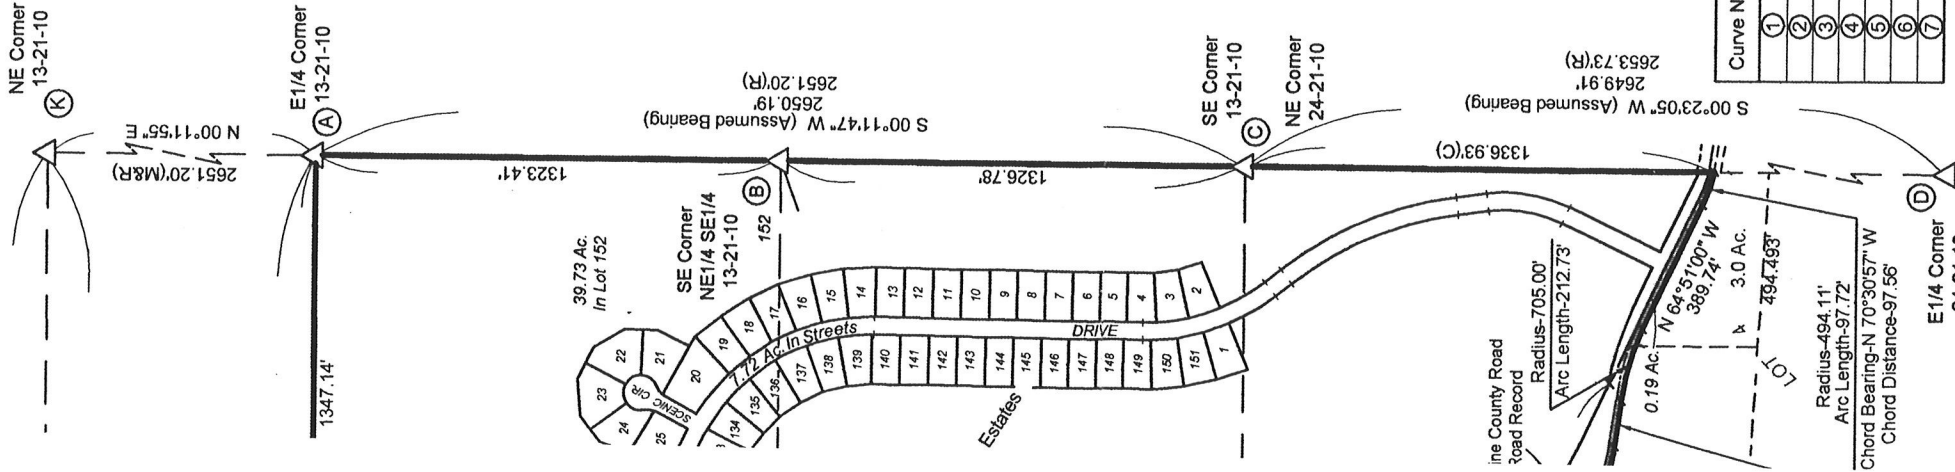 NE Corner
13-21-10
K
N 00°11'55" E
2651.20'(M&R)
E1/4 Corner
13-21-10
A
1347.14'
S 00°11'47" W (Assumed Bearing)
2650.19'
2651.20'(R)
1323.41'
SE Corner
NE1/4 SE1/4
13-21-10
B
152
39.73 Ac.
In Lot 152
1326.78'
SE Corner
13-21-10
C
NE Corner
24-21-10
1336.93'(C)
S 00°23'05" W (Assumed Bearing)
2649.91'
2653.73'(R)
22
21
23
24
25
SCENIC CIR
20
19
18
17
16
15
14
13
12
11
10
9
8
7
6
5
4
3
2
7.72 Ac. In Streets
DRIVE
134
135
136
137
138
139
140
141
142
143
144
145
146
147
148
149
150
151
1
Estates
ine County Road
Road Record
Radius-705.00'
Arc Length-212.73'
N 64°51'00" W
389.74'
0.19 Ac.
3.0 Ac.
4
LOT
494.493'
Radius-494.11'
Arc Length-97.72'
Chord Bearing-N 70°30'57" W
Chord Distance-97.56'
D
E1/4 Corner
Curve N
1
2
3
4
5
6
7